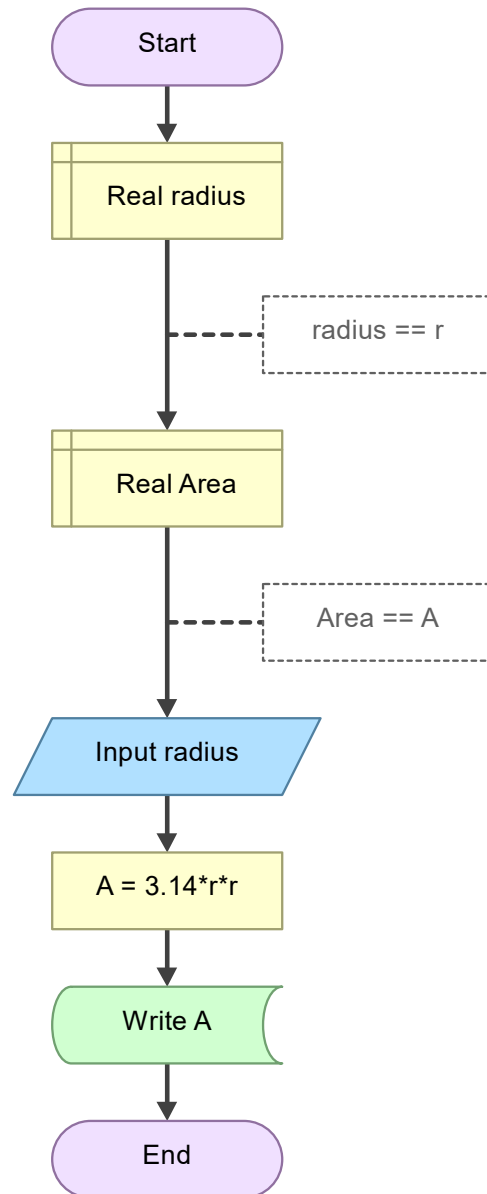 Start
Real radius
radius == r
Real Area
Area == A
Input radius
A = 3.14*r*r
Write A
End